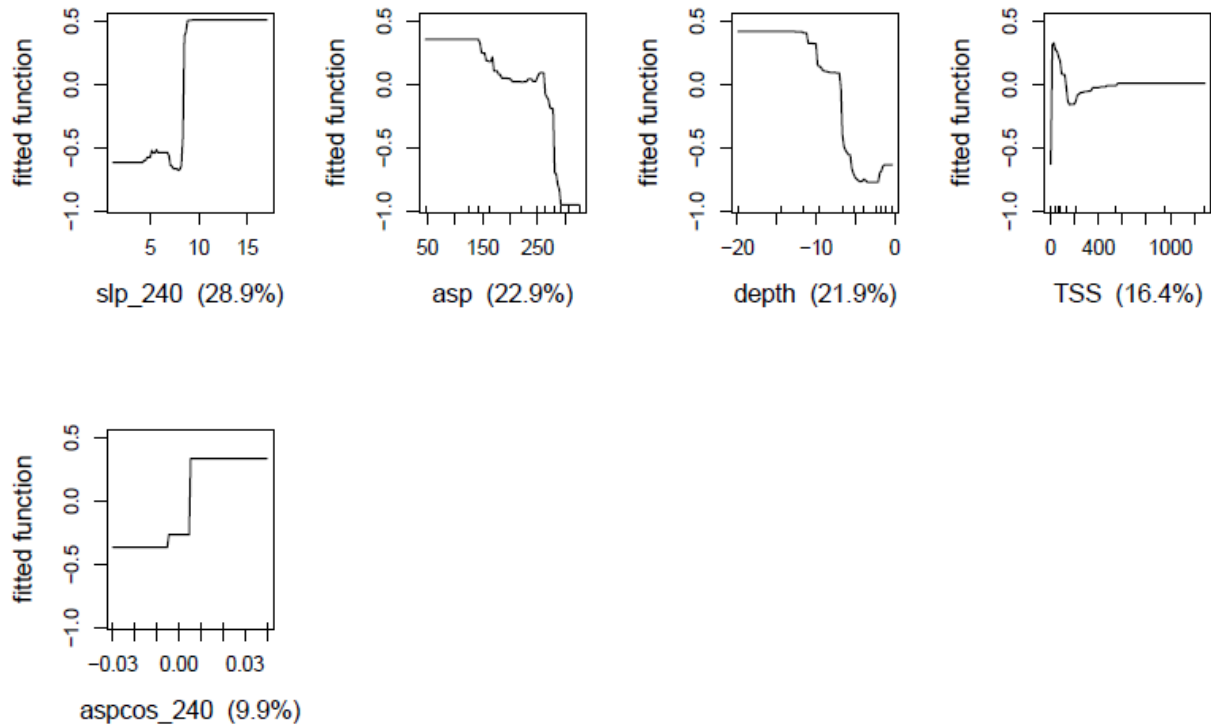 fitted function
0.5
0.0
−0.5
−1.0
5 10 15
slp_240 (28.9%)
fitted function
0.5
0.0
−0.5
−1.0
50 150 250
asp (22.9%)
fitted function
0.5
0.0
−0.5
−1.0
−20 −10 −5 0
depth (21.9%)
fitted function
0.5
0.0
−0.5
−1.0
0 400 1000
TSS (16.4%)
fitted function
0.5
0.0
−0.5
−1.0
−0.03 0.00 0.03
aspcos_240 (9.9%)